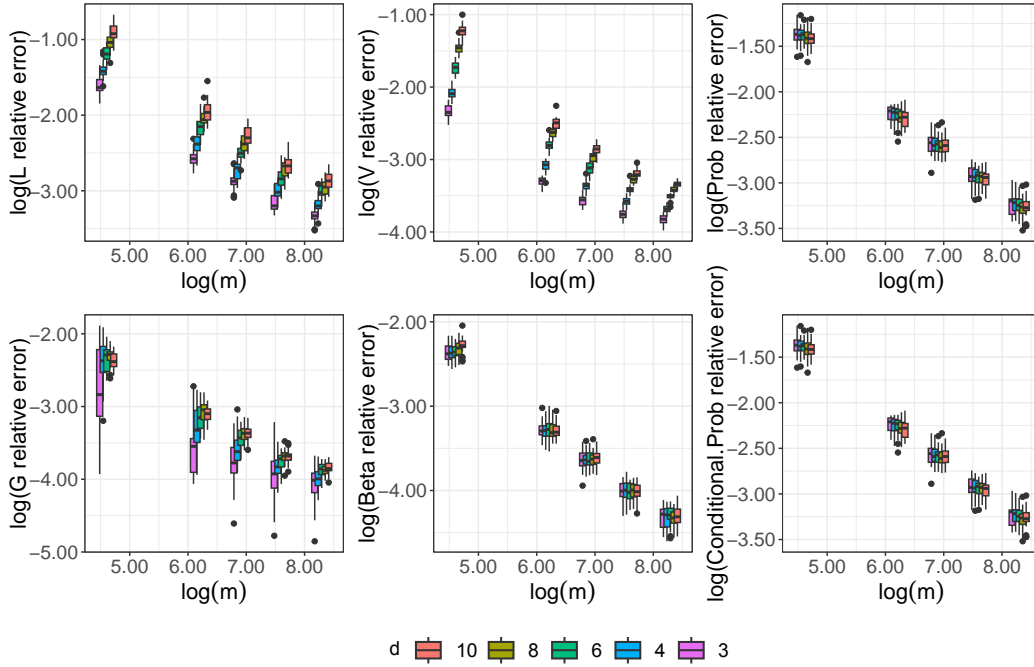 log(L relative error)
−1.00
−2.00
−3.00
5.00 6.00 7.00 8.00
log(m)
log(V relative error)
−1.00
−2.00
−3.00
−4.00
5.00 6.00 7.00 8.00
log(m)
log(Prob relative error)
−1.50
−2.00
−2.50
−3.00
−3.50
5.00 6.00 7.00 8.00
log(m)
log(G relative error)
−2.00
−3.00
−4.00
−5.00
5.00 6.00 7.00 8.00
log(m)
log(Beta relative error)
−2.00
−3.00
−4.00
5.00 6.00 7.00 8.00
log(m)
log(Conditional.Prob relative error)
−1.50
−2.00
−2.50
−3.00
−3.50
5.00 6.00 7.00 8.00
log(m)
d 10 8 6 4 3